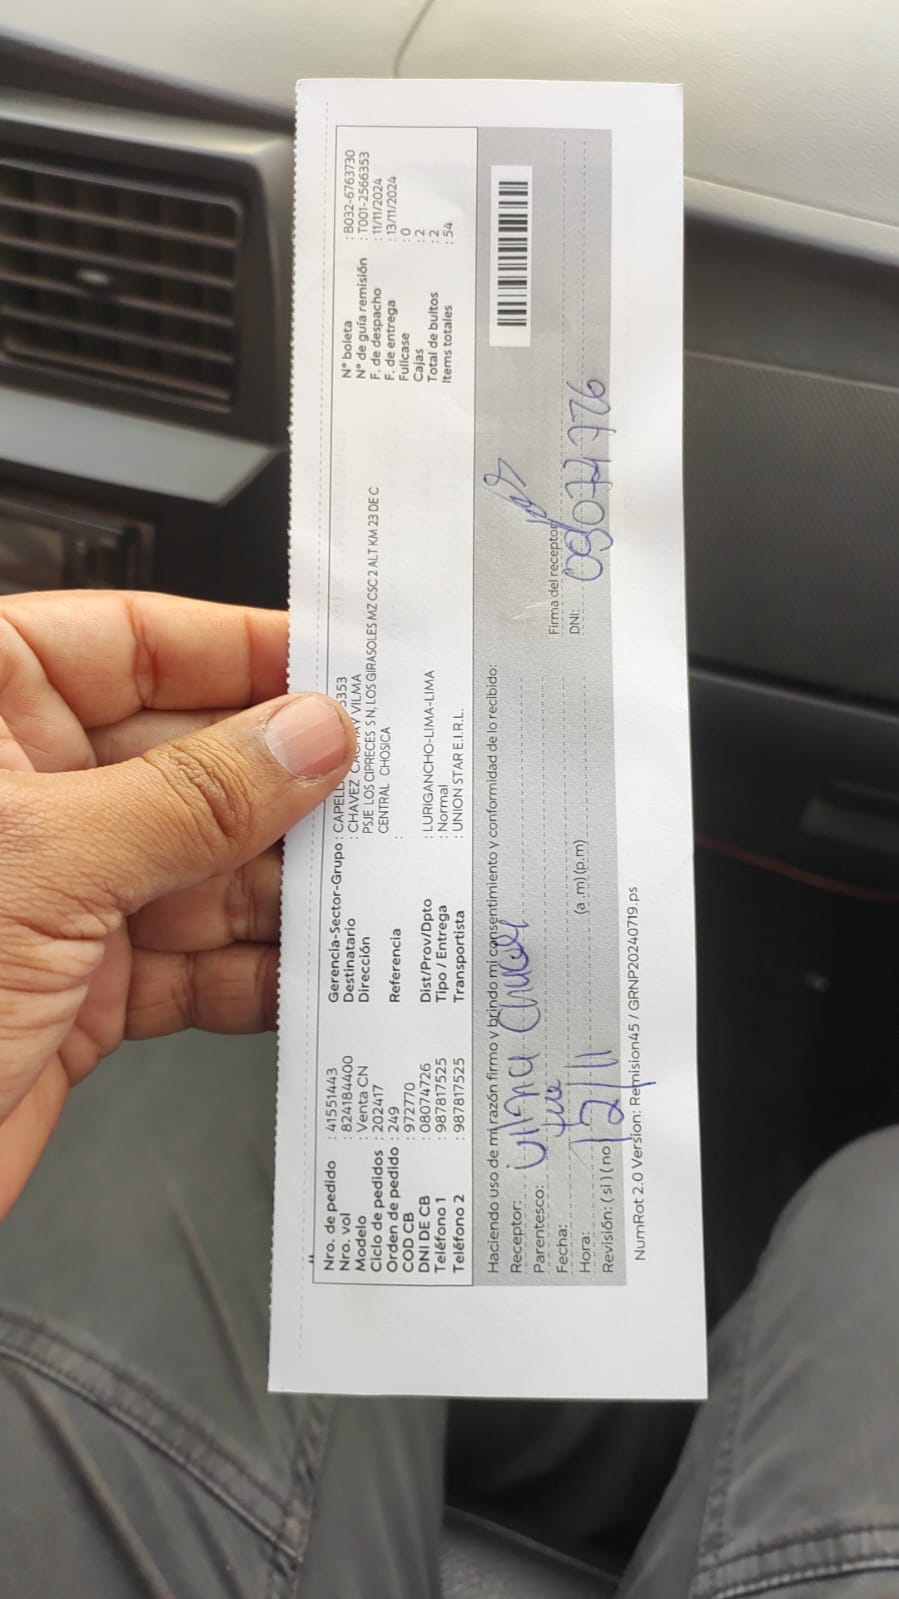 Nro. de pedido : 41551443
Nro. vol : 824184400
Modelo : Venta CN
Ciclo de pedidos : 202417
Orden de pedido : 249
COD CB : 972770
DNI DE CB : 08074726
Teléfono 1 : 987817525
Teléfono 2 : 987817525
Gerencia-Sector-Grupo :
Destinatario : CHAVEZ VILMA
Dirección : PSJE LOS CIPRECES S N,LOS GIRASOLES MZ CSC 2 ALT KM 23 DE C
CENTRAL CHOSICA
Referencia :
Dist/Prov/Dpto : LURIGANCHO-LIMA-LIMA
Tipo / Entrega : Normal
Transportista : UNION STAR E.I.R.L.
N° boleta : B032-6763730
N° de guía remisión : T001-2566353
F. de despacho : 11/11/2024
F. de entrega : 13/11/2024
Fullcase : 0
Cajas : 2
Total de bultos : 2
Items totales : 54
Haciendo uso de mi razón firmo y brindo mi consentimiento y conformidad de lo recibido:
Receptor: Vilma Chavez
Parentesco:
Fecha: 12/11
Hora: (a .m) (p.m)
Revisión: ( si ) ( no
Firma del receptor
DNI: 08074726
NumRot 2.0 Version: Remision45 / GRNP20240719.ps